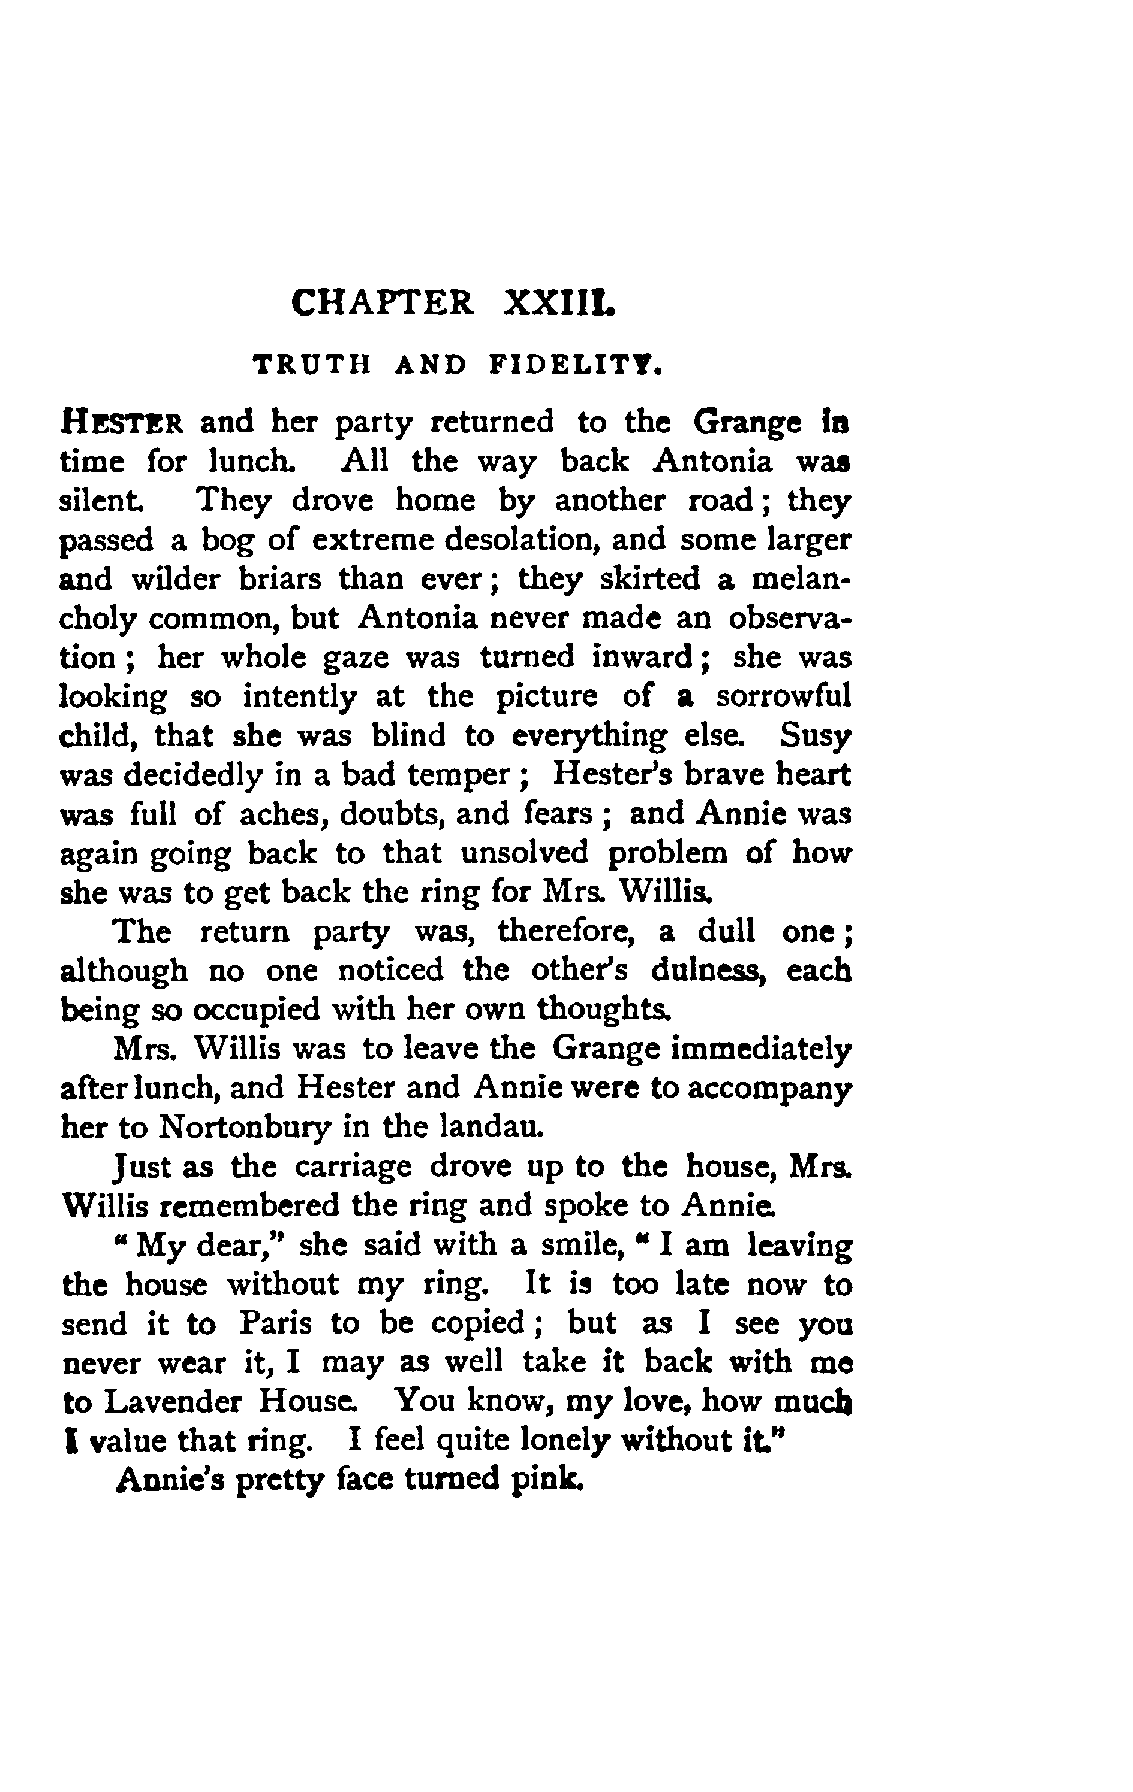 CHAPTER XXIII.
TRUTH AND FIDELITY.
HESTER and her party returned to the Grange in
time for lunch. All the way back Antonia was
silent. They drove home by another road; they
passed a bog of extreme desolation, and some larger
and wilder briars than ever; they skirted a melan-
choly common, but Antonia never made an observa-
tion; her whole gaze was turned inward; she was
looking so intently at the picture of a sorrowful
child, that she was blind to everything else. Susy
was decidedly in a bad temper; Hester's brave heart
was full of aches, doubts, and fears; and Annie was
again going back to that unsolved problem of how
she was to get back the ring for Mrs. Willis.
The return party was, therefore, a dull one;
although no one noticed the other's dulness, each
being so occupied with her own thoughts.
Mrs. Willis was to leave the Grange immediately
after lunch, and Hester and Annie were to accompany
her to Nortonbury in the landau.
Just as the carriage drove up to the house, Mrs.
Willis remembered the ring and spoke to Annie.
"My dear," she said with a smile, "I am leaving
the house without my ring. It is too late now to
send it to Paris to be copied; but as I see you
never wear it, I may as well take it back with me
to Lavender House. You know, my love, how much
I value that ring. I feel quite lonely without it."
Annie's pretty face turned pink.